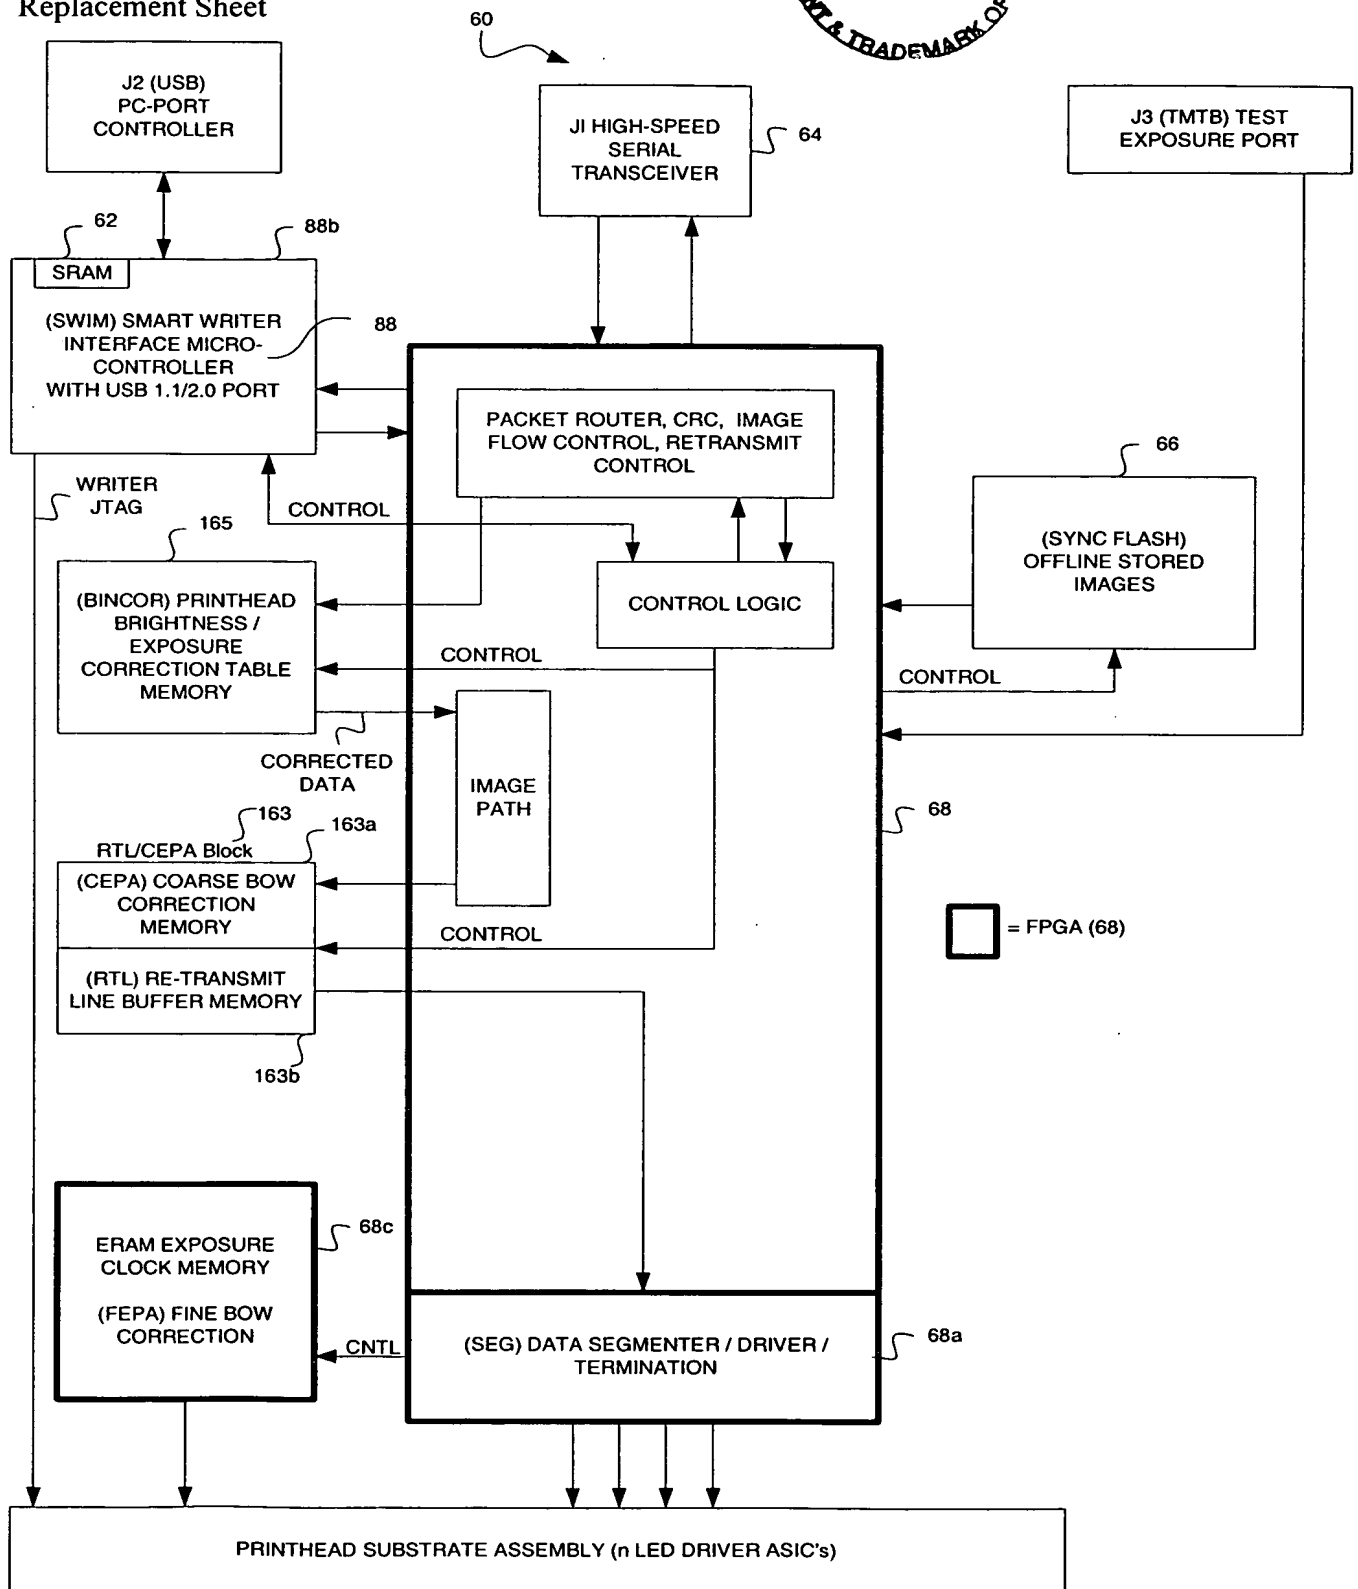 Replacement Sheet
NT & TRADEMARK OF
60
J2 (USB)
PC-PORT
CONTROLLER
J1 HIGH-SPEED
SERIAL
TRANSCEIVER
64
J3 (TMTB) TEST
EXPOSURE PORT
62
88b
SRAM
(SWIM) SMART WRITER
INTERFACE MICRO-
CONTROLLER
WITH USB 1.1/2.0 PORT
88
PACKET ROUTER, CRC, IMAGE
FLOW CONTROL, RETRANSMIT
CONTROL
66
WRITER
JTAG
CONTROL
165
(SYNC FLASH)
OFFLINE STORED
IMAGES
(BINCOR) PRINTHEAD
BRIGHTNESS /
EXPOSURE
CORRECTION TABLE
MEMORY
CONTROL LOGIC
CONTROL
CONTROL
CORRECTED
DATA
IMAGE
PATH
68
163
163a
RTL/CEPA Block
(CEPA) COARSE BOW
CORRECTION
MEMORY
CONTROL
= FPGA (68)
(RTL) RE-TRANSMIT
LINE BUFFER MEMORY
163b
68c
ERAM EXPOSURE
CLOCK MEMORY
(FEPA) FINE BOW
CORRECTION
CNTL
(SEG) DATA SEGMENTER / DRIVER /
TERMINATION
68a
PRINTHEAD SUBSTRATE ASSEMBLY (n LED DRIVER ASIC's)